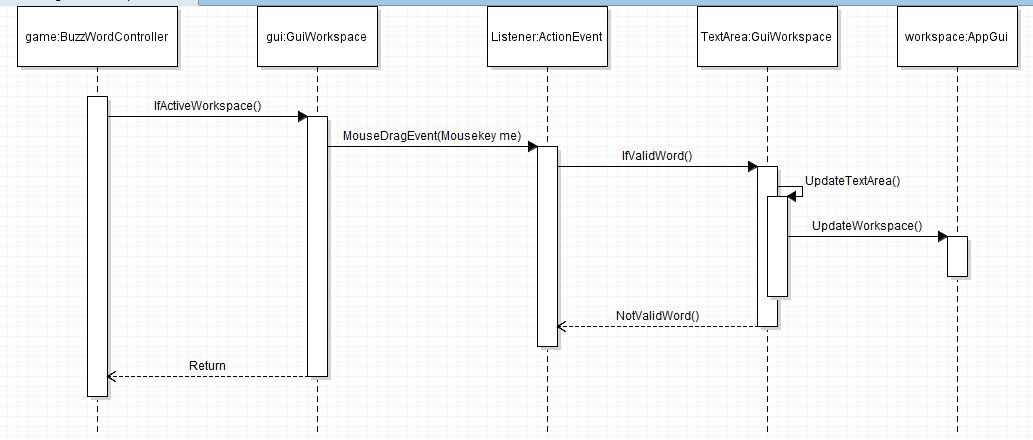 game:BuzzWordController
gui:GuiWorkspace
Listener:ActionEvent
TextArea:GuiWorkspace
workspace:AppGui
IfActiveWorkspace()
MouseDragEvent(Mousekey me)
IfValidWord()
UpdateTextArea()
UpdateWorkspace()
NotValidWord()
Return